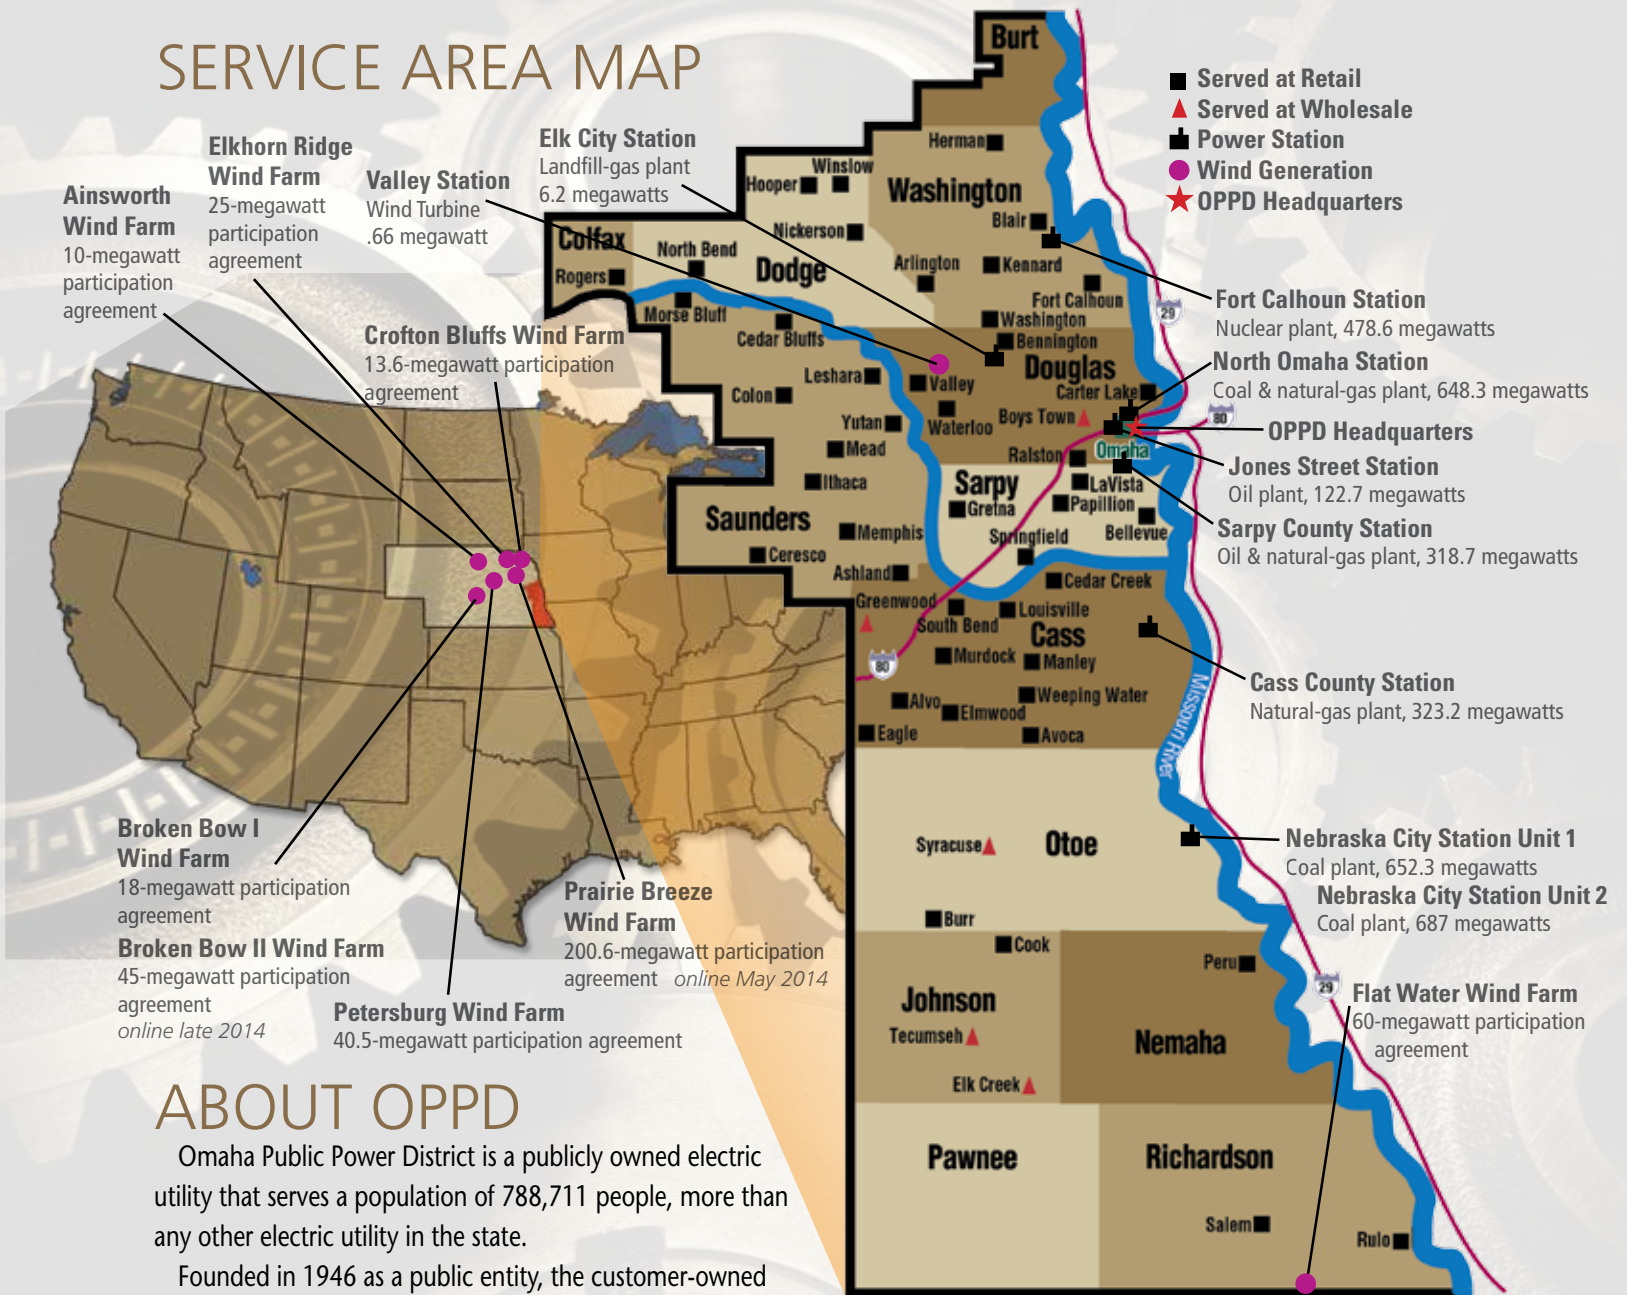 SERVICE AREA MAP
Ainsworth
Wind Farm
10-megawatt
participation
agreement
Elkhorn Ridge
Wind Farm
25-megawatt
participation
agreement
Valley Station
Wind Turbine
.66 megawatt
Elk City Station
Landfill-gas plant
6.2 megawatts
Crofton Bluffs Wind Farm
13.6-megawatt participation
agreement
Broken Bow I
Wind Farm
18-megawatt participation
agreement
Broken Bow II Wind Farm
45-megawatt participation
agreement
online late 2014
Petersburg Wind Farm
40.5-megawatt participation agreement
Prairie Breeze
Wind Farm
200.6-megawatt participation
agreement online May 2014
Served at Retail
Served at Wholesale
Power Station
Wind Generation
OPPD Headquarters
Burt
Herman
Winslow
Hooper
Washington
Blair
Nickerson
Colfax
North Bend
Dodge
Arlington
Kennard
Rogers
Fort Calhoun
Morse Bluff
Washington
Cedar Bluffs
Bennington
Douglas
Leshara
Valley
Carter Lake
Colon
Yutan
Waterloo
Boys Town
Mead
Ralston
Omaha
Ithaca
Sarpy
LaVista
Papillion
Gretna
Saunders
Memphis
Springfield
Bellevue
Ceresco
Ashland
Cedar Creek
Greenwood
Louisville
South Bend
Cass
Murdock
Manley
Alvo
Weeping Water
Elmwood
Eagle
Avoca
Missouri River
29
80
80
29
Syracuse
Otoe
Burr
Cook
Peru
Johnson
Tecumseh
Nemaha
Elk Creek
Pawnee
Richardson
Salem
Rulo
Fort Calhoun Station
Nuclear plant, 478.6 megawatts
North Omaha Station
Coal & natural-gas plant, 648.3 megawatts
OPPD Headquarters
Jones Street Station
Oil plant, 122.7 megawatts
Sarpy County Station
Oil & natural-gas plant, 318.7 megawatts
Cass County Station
Natural-gas plant, 323.2 megawatts
Nebraska City Station Unit 1
Coal plant, 652.3 megawatts
Nebraska City Station Unit 2
Coal plant, 687 megawatts
Flat Water Wind Farm
60-megawatt participation
agreement
ABOUT OPPD
Omaha Public Power District is a publicly owned electric
utility that serves a population of 788,711 people, more than
any other electric utility in the state.
Founded in 1946 as a public entity, the customer-owned